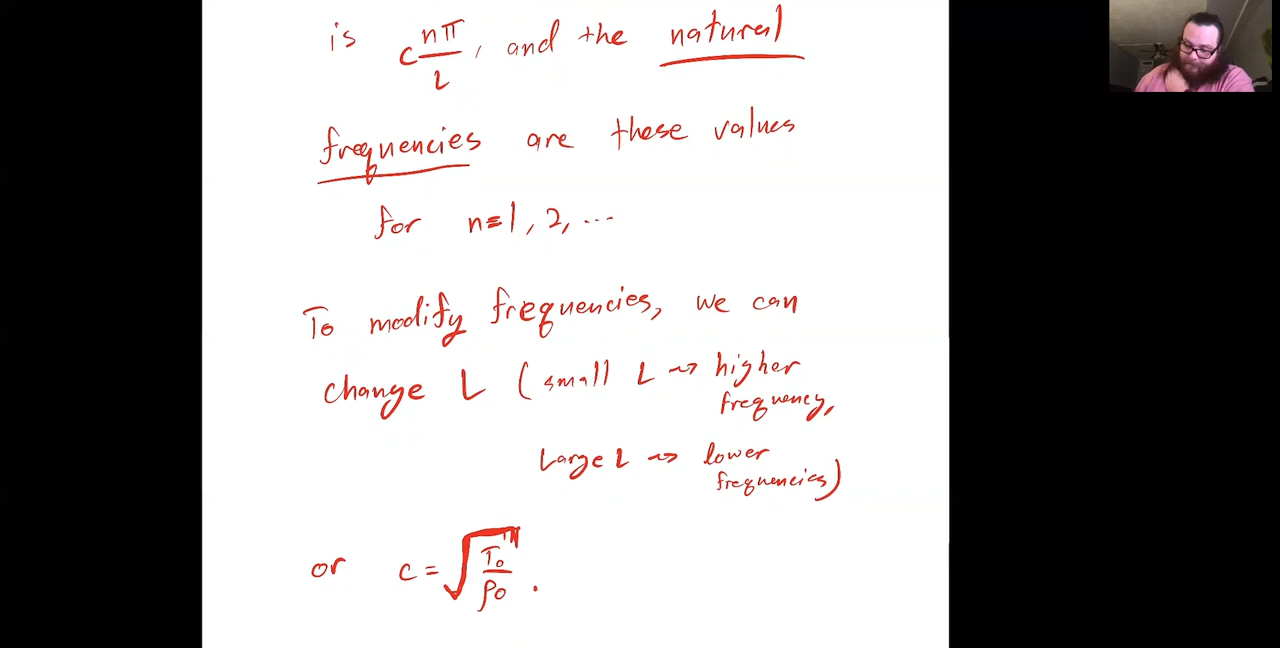 is c nπ/L, and the natural
frequencies are these values
for n=1, 2, ...
To modify frequencies, we can
change L (small L ⇝ higher
frequency,
Large L ⇝ lower
frequencies)
or c = √(T₀/ρ₀).